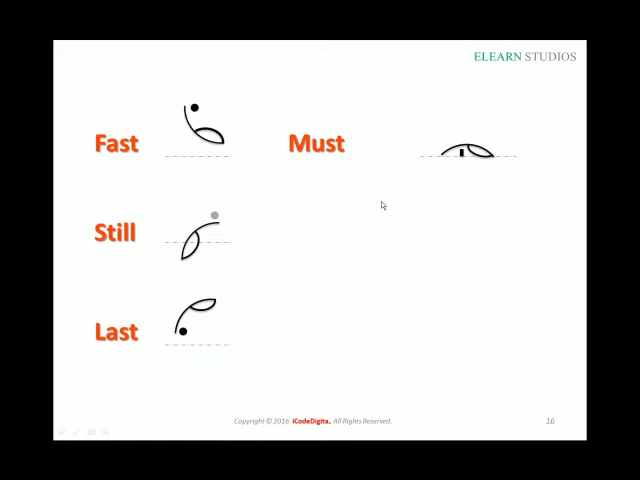 ELEARN STUDIOS
Fast
Must
Still
Last
Copyright © 2016. iCodeDigita. All Rights Reserved.
16